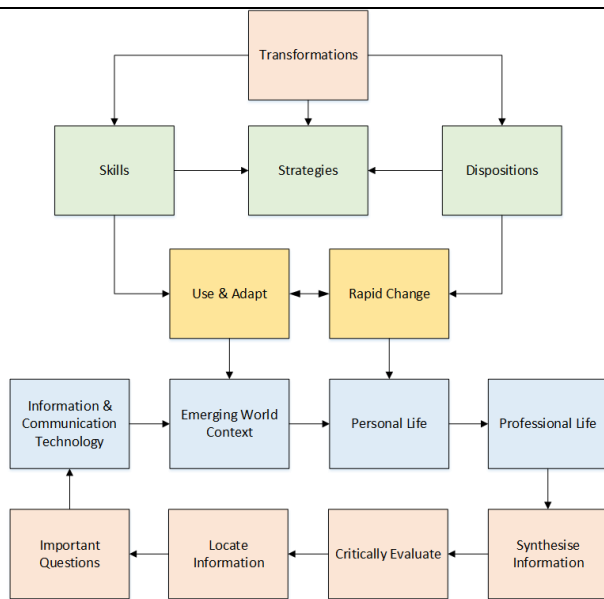 Transformations
Skills
Strategies
Dispositions
Use & Adapt
Rapid Change
Information &
Communication
Technology
Emerging World
Context
Personal Life
Professional Life
Important
Questions
Locate
Information
Critically Evaluate
Synthesise
Information